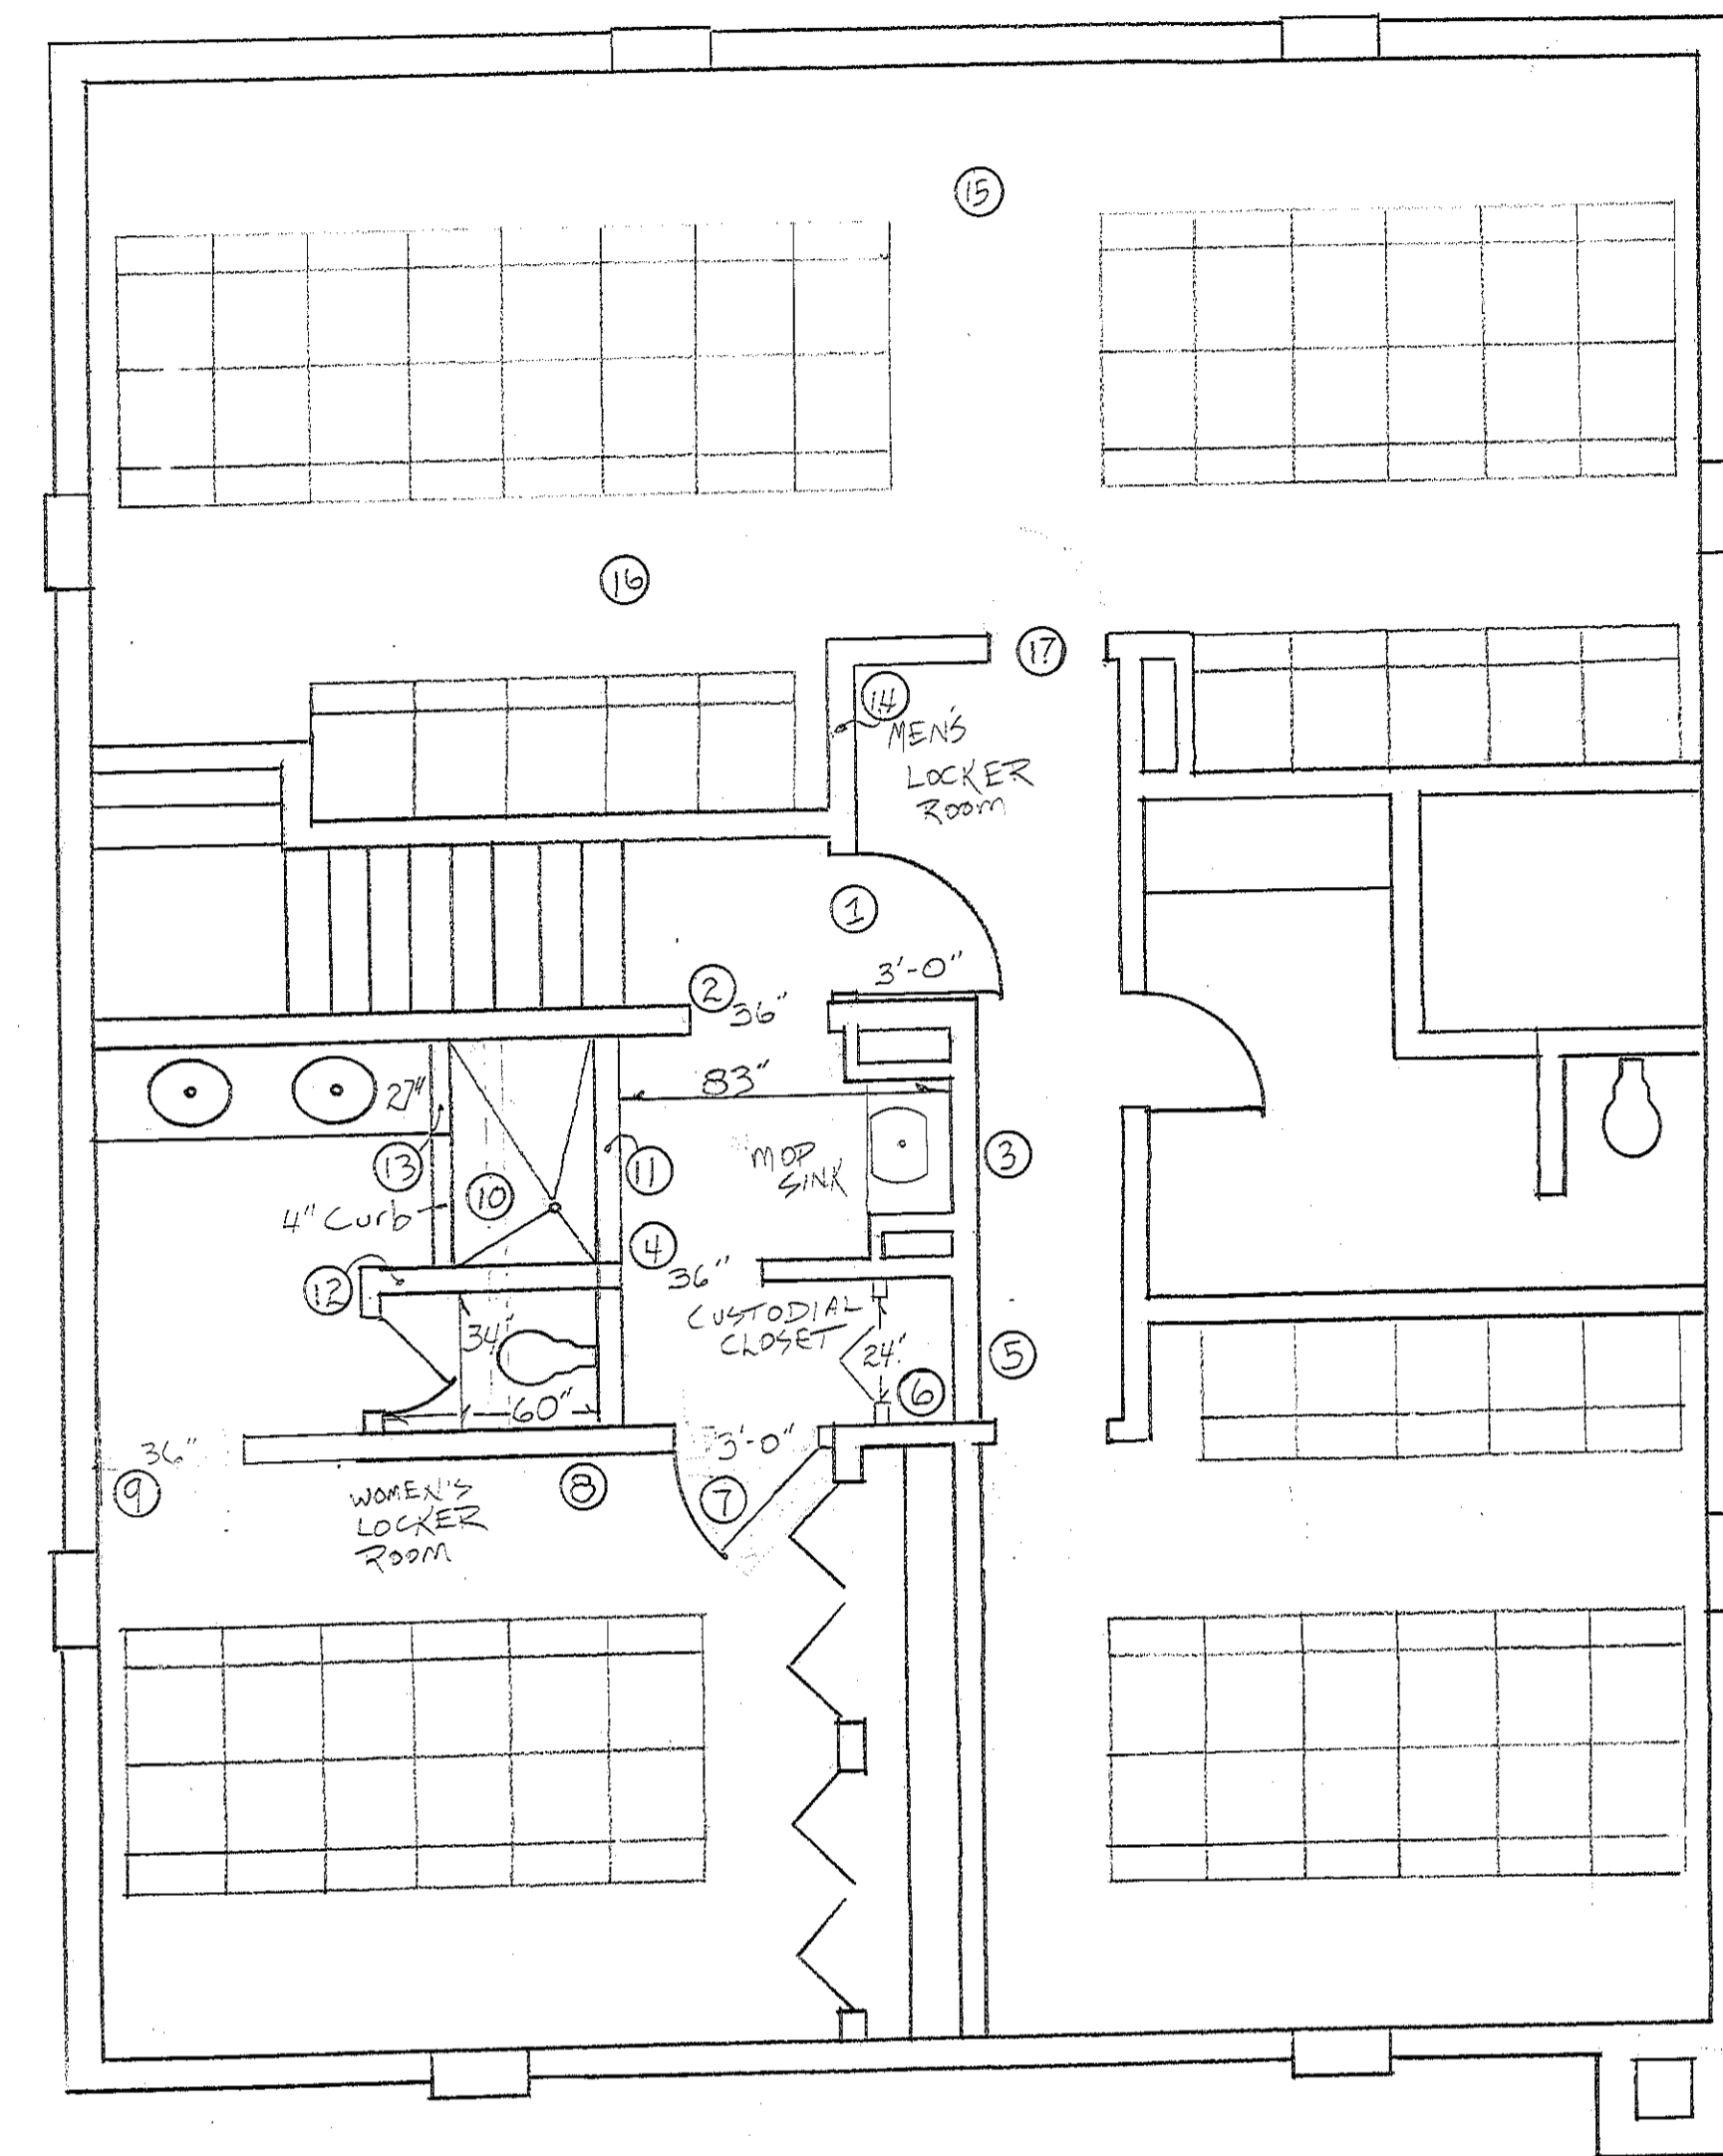 15
16
17
14
MEN'S
LOCKER
ROOM
1
3'-0"
2
36"
83"
27"
MOP
SINK
3
13
11
10
4" Curb
4
36"
12
CUSTODIAL
CLOSET
34"
24"
5
6
60"
3'-0"
36"
9
8
7
WOMEN'S
LOCKER
ROOM